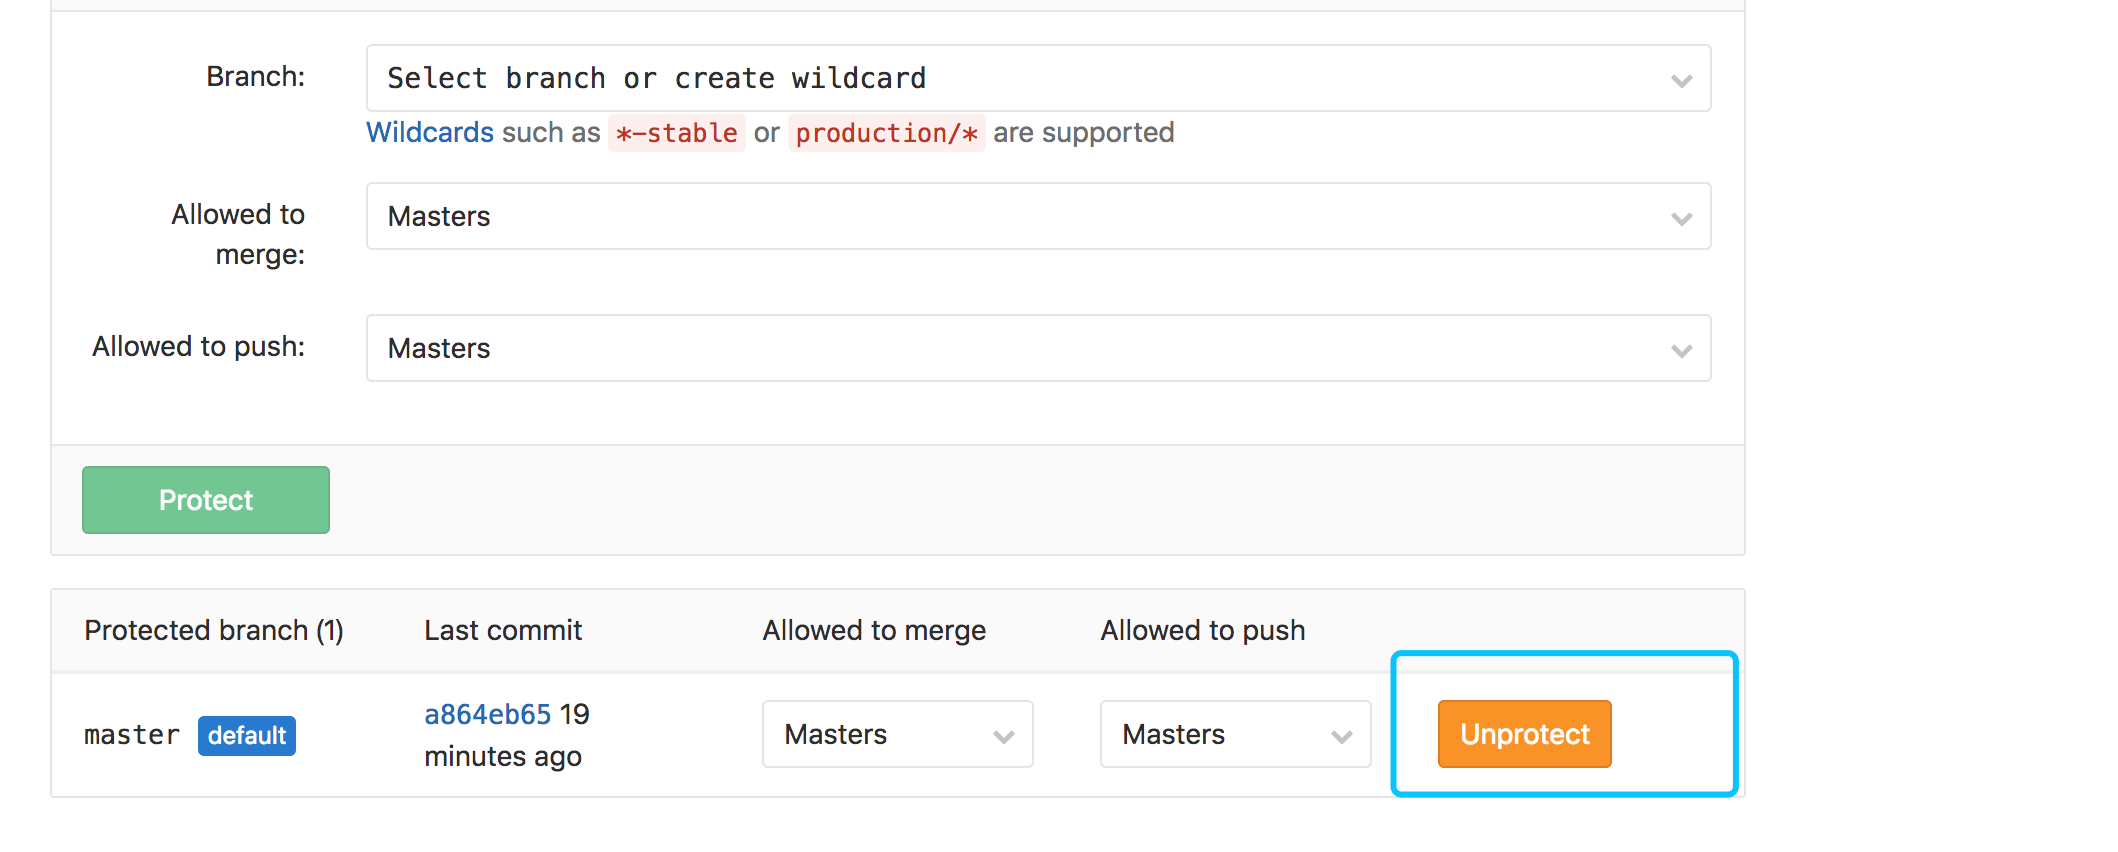 Branch:
Select branch or create wildcard
Wildcards such as *-stable or production/* are supported
Allowed to
merge:
Masters
Allowed to push:
Masters
Protect
Protected branch (1)
Last commit
Allowed to merge
Allowed to push
master default
a864eb65 19
minutes ago
Masters
Masters
Unprotect